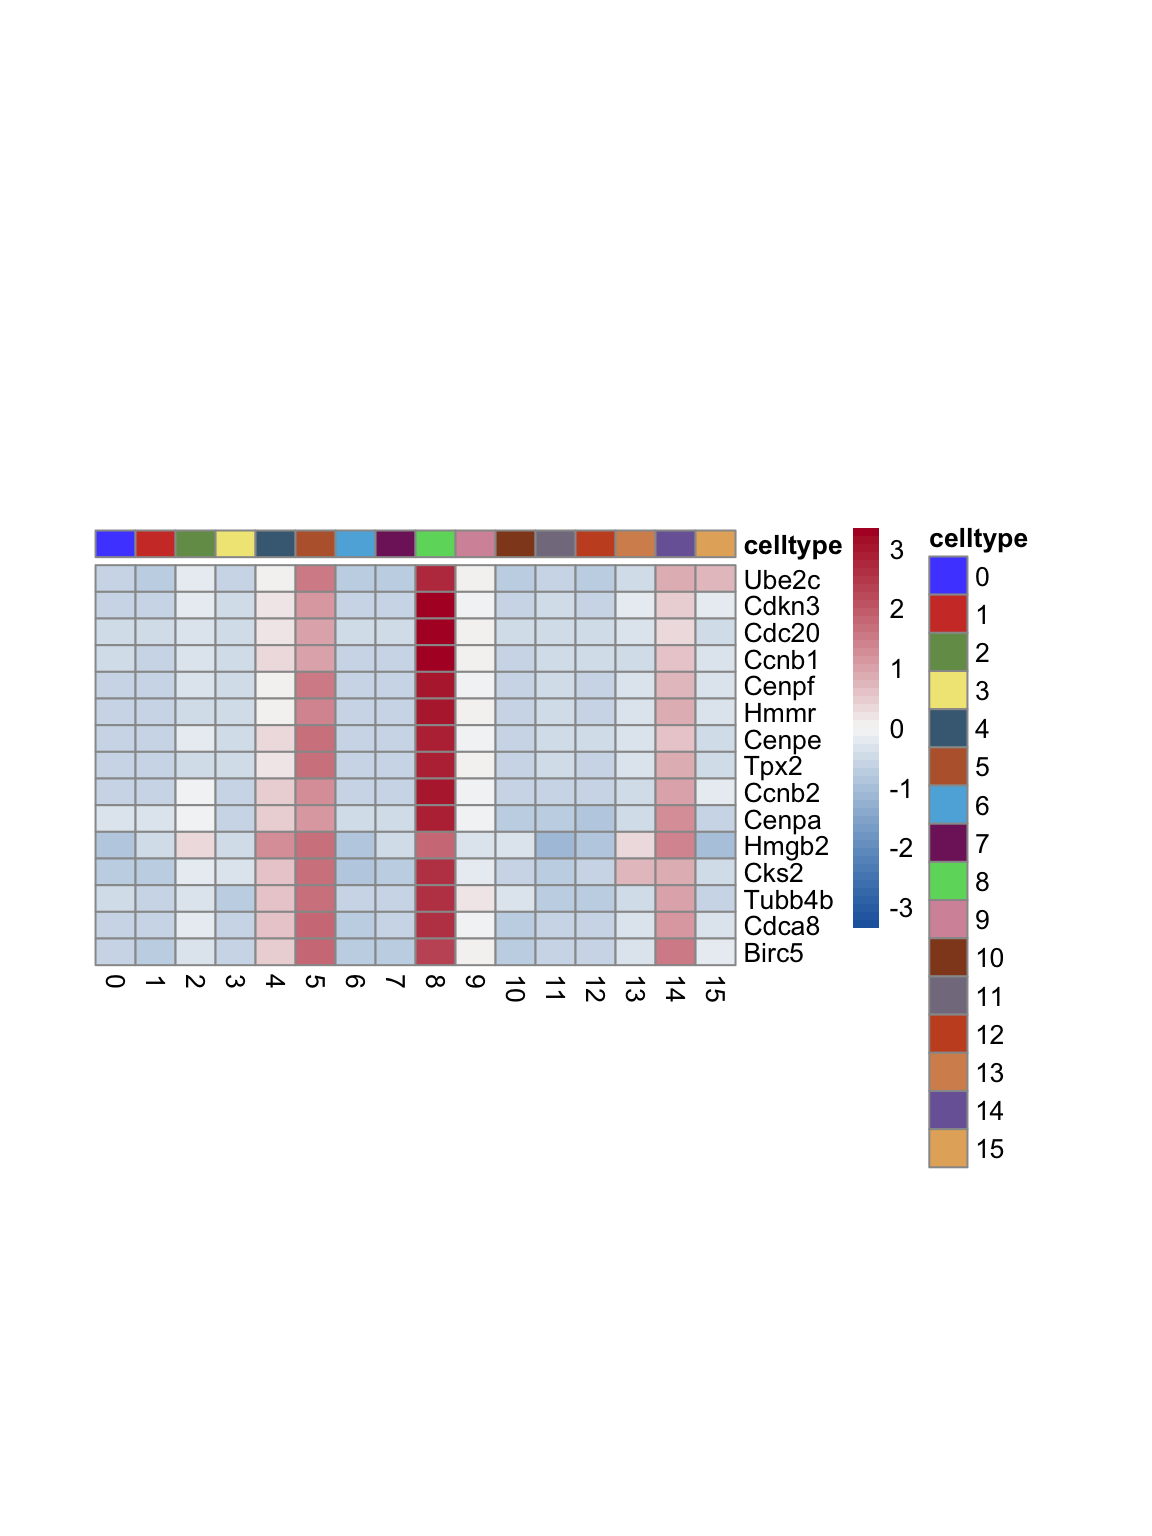 celltype
Ube2c
Cdkn3
Cdc20
Ccnb1
Cenpf
Hmmr
Cenpe
Tpx2
Ccnb2
Cenpa
Hmgb2
Cks2
Tubb4b
Cdca8
Birc5
0 1 2 3 4 5 6 7 8 9 10 11 12 13 14 15
3
2
1
0
-1
-2
-3
celltype
0
1
2
3
4
5
6
7
8
9
10
11
12
13
14
15